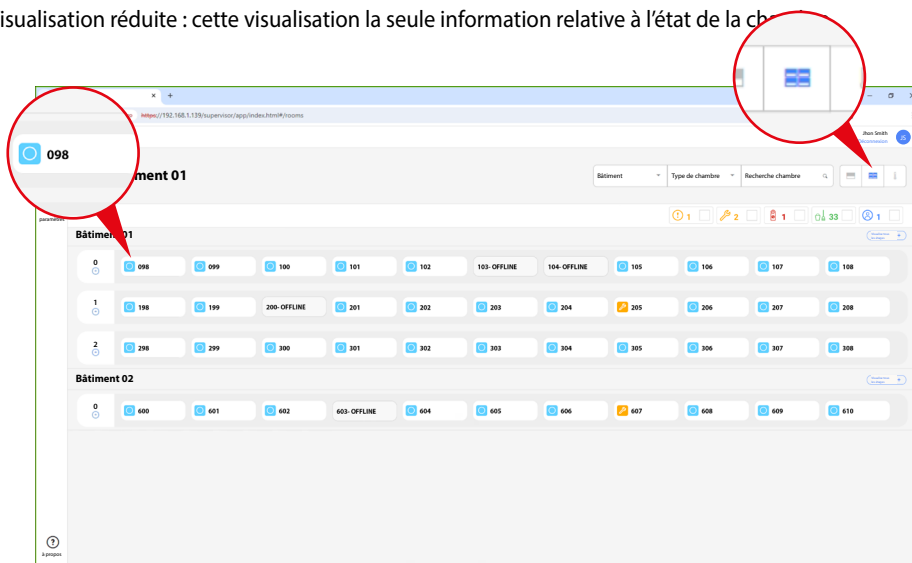 isualisation réduite : cette visualisation la seule information relative à l'état de la
× +
https://192.168.1.139/supervisor/app/index.html#/rooms
Jhon Smith
098
ment 01
Bâtiment
Type de chambre
Recherche chambre
1 2 1 33 1
Bâtiment 01
0 098 099 100 101 102 103- OFFLINE 104- OFFLINE 105 106 107 108
1 198 199 200- OFFLINE 201 202 203 204 205 206 207 208
2 298 299 300 301 302 303 304 305 306 307 308
Bâtiment 02
0 600 601 602 603- OFFLINE 604 605 606 607 608 609 610
?
à propos